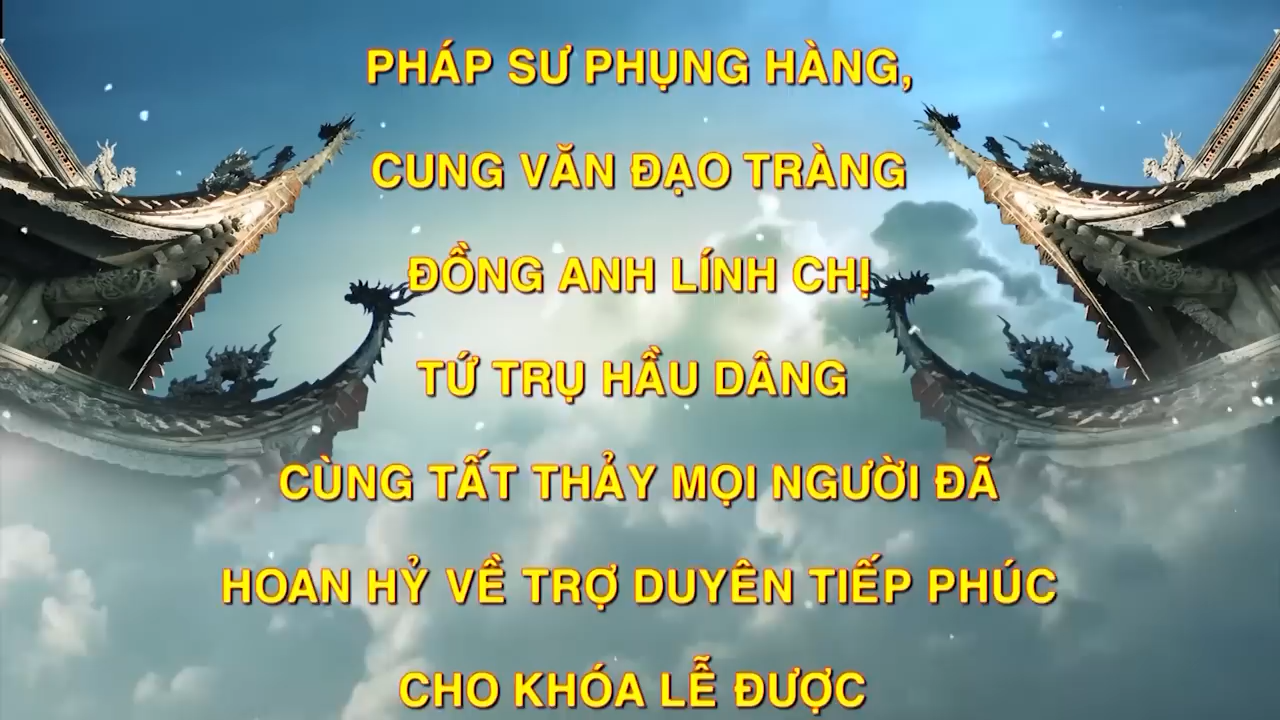 PHÁP SƯ PHỤNG HÀNG,
CUNG VĂN ĐẠO TRÀNG
ĐỒNG ANH LÍNH CHỊ
TỨ TRỤ HẦU DÂNG
CÙNG TẤT THẢY MỌI NGƯỜI ĐÃ
HOAN HỶ VỀ TRỢ DUYÊN TIẾP PHÚC
CHO KHÓA LỄ ĐƯỢC